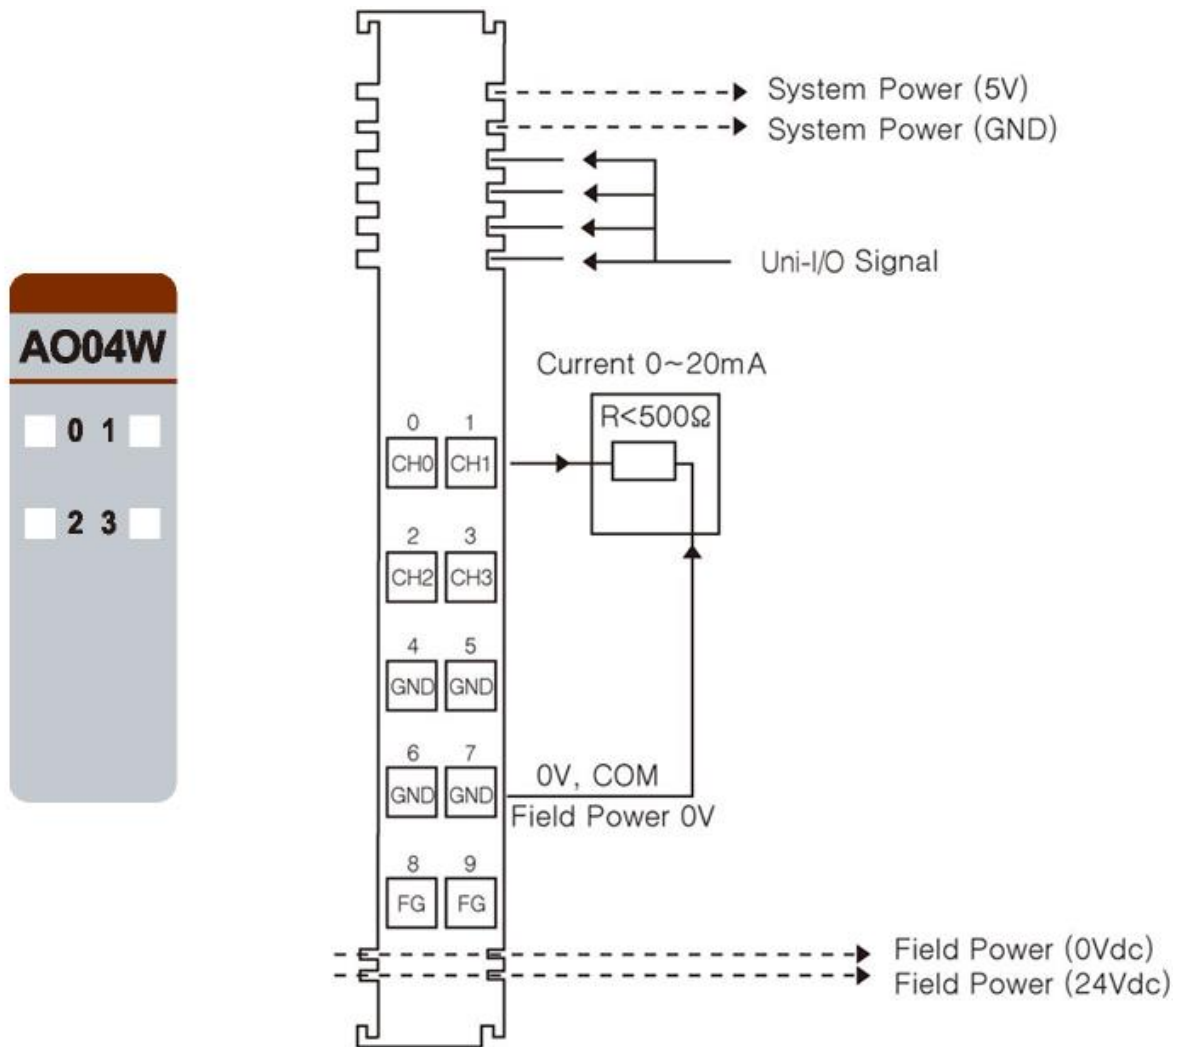 System Power (5V)
System Power (GND)
Uni-I/O Signal
AO04W
0 1
2 3
Current 0~20mA
R<500Ω
0 1
CH0 CH1
2 3
CH2 CH3
4 5
GND GND
6 7
GND GND
0V, COM
Field Power 0V
8 9
FG FG
Field Power (0Vdc)
Field Power (24Vdc)